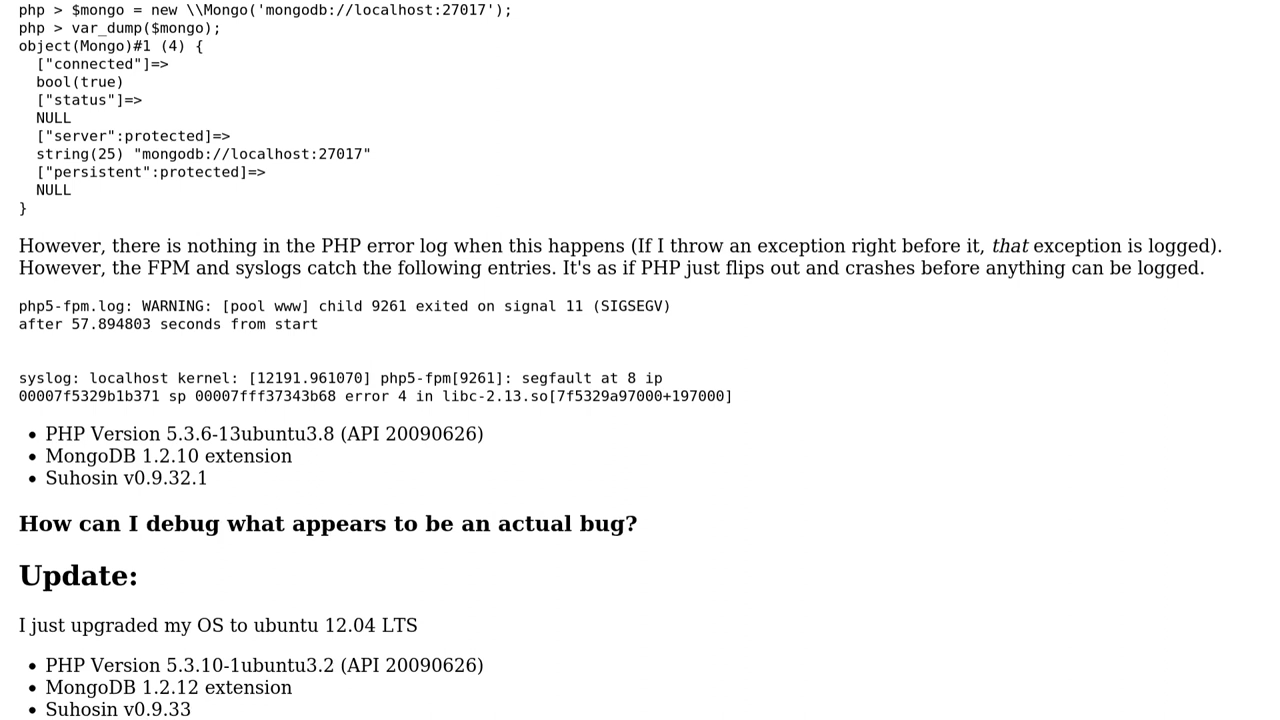 php > $mongo = new \\Mongo('mongodb://localhost:27017');
php > var_dump($mongo);
object(Mongo)#1 (4) {
  ["connected"]=>
  bool(true)
  ["status"]=>
  NULL
  ["server":protected]=>
  string(25) "mongodb://localhost:27017"
  ["persistent":protected]=>
  NULL
}
However, there is nothing in the PHP error log when this happens (If I throw an exception right before it, that exception is logged).
However, the FPM and syslogs catch the following entries. It's as if PHP just flips out and crashes before anything can be logged.
php5-fpm.log: WARNING: [pool www] child 9261 exited on signal 11 (SIGSEGV)
after 57.894803 seconds from start
syslog: localhost kernel: [12191.961070] php5-fpm[9261]: segfault at 8 ip
00007f5329b1b371 sp 00007fff37343b68 error 4 in libc-2.13.so[7f5329a97000+197000]
• PHP Version 5.3.6-13ubuntu3.8 (API 20090626)
• MongoDB 1.2.10 extension
• Suhosin v0.9.32.1
How can I debug what appears to be an actual bug?
Update:
I just upgraded my OS to ubuntu 12.04 LTS
• PHP Version 5.3.10-1ubuntu3.2 (API 20090626)
• MongoDB 1.2.12 extension
• Suhosin v0.9.33